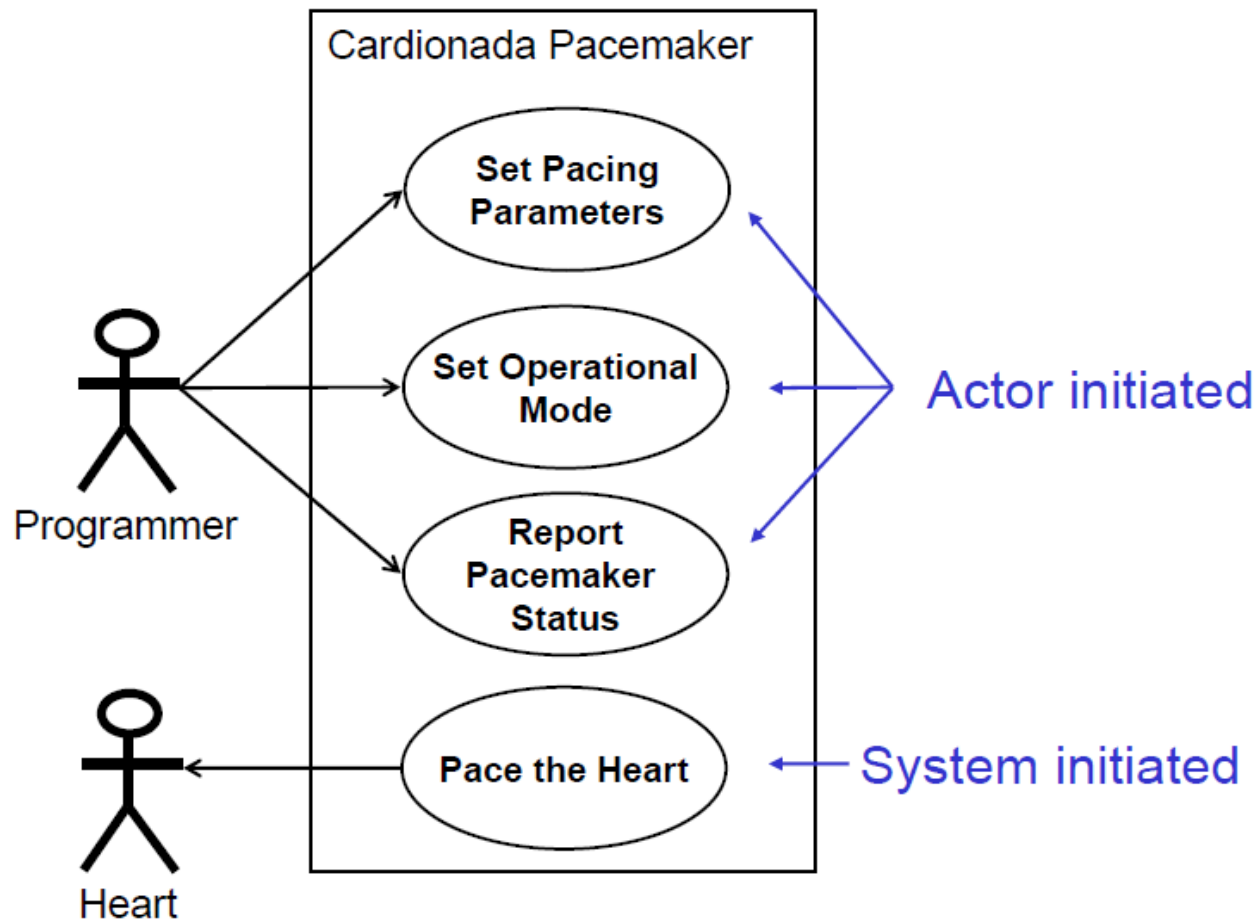 Cardionada Pacemaker
Set Pacing
Parameters
Set Operational
Mode
Actor initiated
Programmer
Report
Pacemaker
Status
Pace the Heart
System initiated
Heart